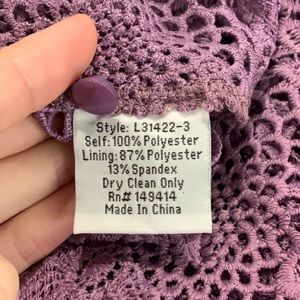 Style: L31422-3
Self: 100% Polyester
Lining: 87% Polyester
13% Spandex
Dry Clean Only
Rn# 149414
Made In China